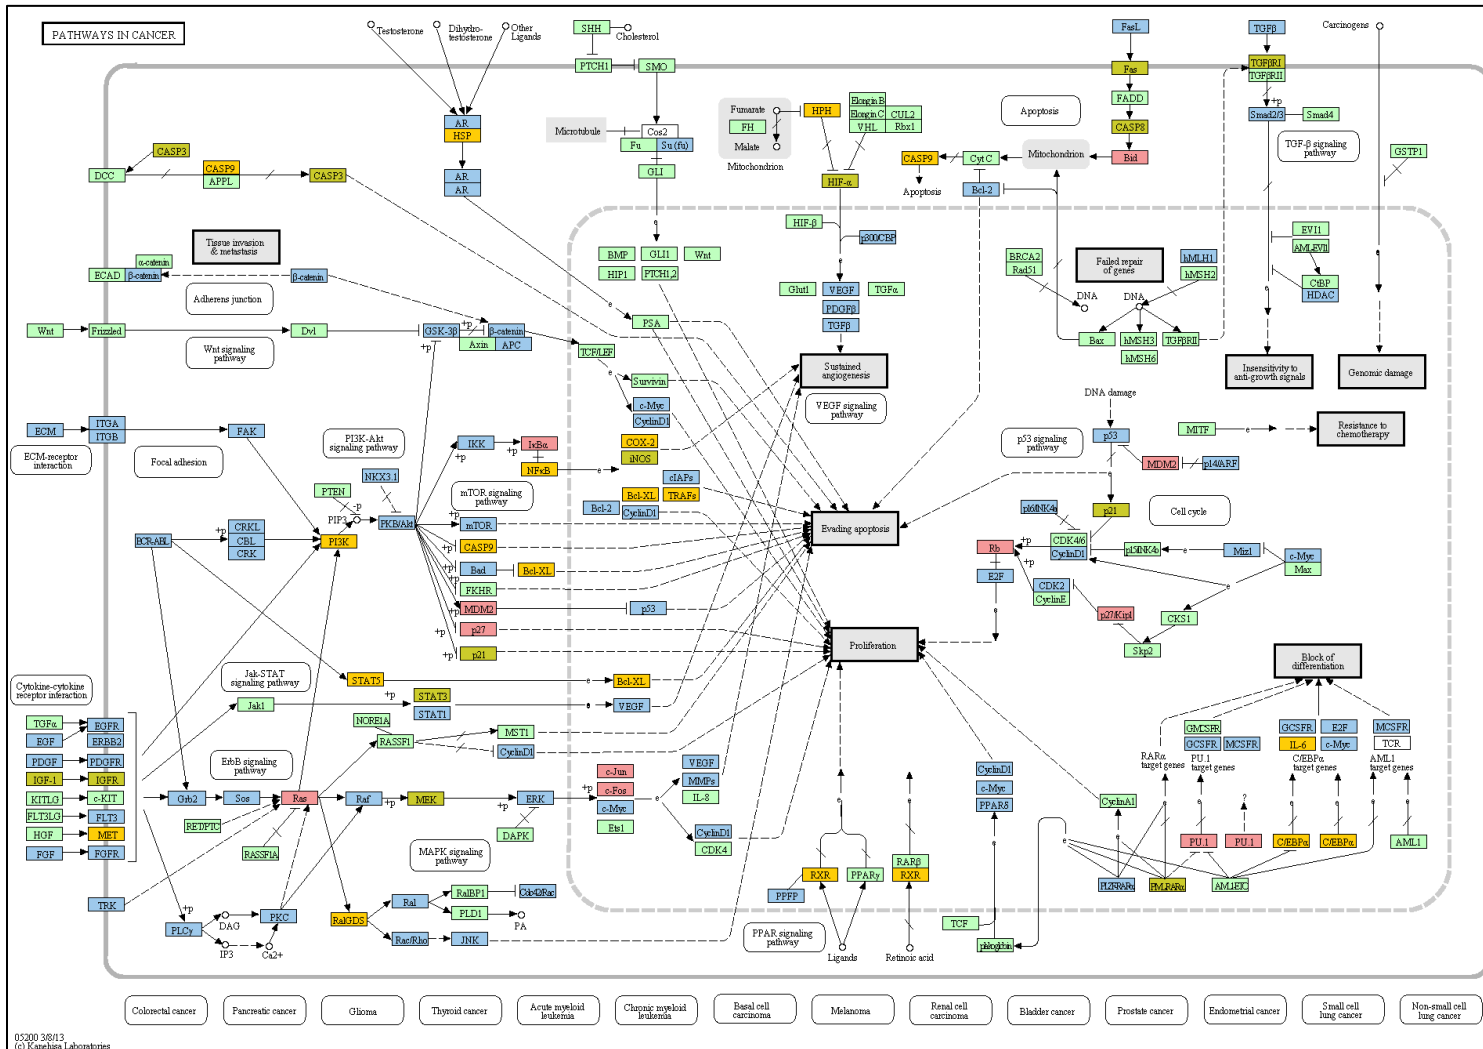 PATHWAYS IN CANCER
Testosterone
Dihydro-
testosterone
Other
Ligands
SHH
Cholesterol
PTCH1
SMO
FasL
TGFβ
Carcinogens
AR
HSP
AR
AR
Microtubule
Cos2
Fu
Su (fu)
GLI
Fumarate
FH
Malate
Mitochondrion
HPH
Elongin B
Elongin C
CUL2
VHL
Rbx1
HIF-α
Fas
FADD
CASP8
Bid
Apoptosis
Mitochondrion
Cyt C
CASP9
Apoptosis
Bcl-2
TGFβRI
TGFβRII
+p
Smad2/3
Smad4
TGF-β signaling
pathway
GSTP1
CASP3
DCC
CASP9
APPL
CASP3
Tissue invasion
& metastasis
α-catenin
ECAD
β-catenin
β-catenin
Adherens junction
HIF-β
p300/CBP
e
BMP
GLI1
Wnt
HIP1
PTCH1,2
Glut1
VEGF
TGFα
PDGFβ
TGFβ
BRCA2
Rad51
DNA
Failed repair
of genes
hMLH1
hMSH2
DNA
Bax
hMSH3
TGFβRII
hMSH6
EVI1
AML-EVI1
CtBP
HDAC
Wnt
Frizzled
Dvl
GSK-3β
+p
β-catenin
Axin
APC
Wnt signaling
pathway
TCF/LEF
PSA
Survivin
c-Myc
CyclinD1
Sustained
angiogenesis
VEGF signaling
pathway
Insensitivity to
anti-growth signals
Genomic damage
DNA damage
p53
p53 signaling
pathway
MDM2
p14/ARF
MITF
Resistance to
chemotherapy
ECM
ITGA
ITGB
FAK
ECM-receptor
interaction
Focal adhesion
PI3K-Akt
signaling pathway
IKK
IκBα
NFκB
COX-2
iNOS
NKX3.1
PTEN
PIP3
-p
PKB/Akt
mTOR signaling
pathway
mTOR
cIAPs
Bcl-XL
TRAFs
Bcl-2
CyclinD1
Evading apoptosis
BCR-ABL
CRKL
CBL
CRK
PI3K
CASP9
Bad
Bcl-XL
FKHR
MDM2
p53
p27
p21
p21
Cell cycle
p16/INK4a
CDK4/6
CyclinD1
p15/INK4b
Miz1
c-Myc
Max
Rb
E2F
CDK2
CyclinE
p27/Kip1
CKS1
Skp2
Proliferation
Block of
differentiation
Cytokine-cytokine
receptor interaction
Jak-STAT
signaling pathway
STAT5
Bcl-XL
Jak1
STAT3
STAT1
VEGF
TGFα
EGFR
EGF
ERBB2
PDGF
PDGFR
IGF-1
IGFR
KITLG
c-KIT
FLT3LG
FLT3
HGF
MET
FGF
FGFR
TRK
NORE1A
RASSF1
MST1
CyclinD1
ErbB signaling
pathway
Grb2
Sos
Ras
Raf
MEK
ERK
RET/PTC
RASSF1A
DAPK
MAPK signaling
pathway
c-Jun
c-Fos
c-Myc
Ets1
VEGF
MMPs
IL-8
CyclinD1
CDK4
CyclinD1
c-Myc
PPARδ
RARα
target genes
GMCSFR
GCSFR
MCSFR
PU.1
target genes
GCSFR
E2F
IL-6
c-Myc
C/EBPα
target genes
MCSFR
TCR
AML1
target genes
CyclinA1
PU.1
PU.1
?
C/EBPα
C/EBPα
AML1
PLZF-RARα
PML-RARα
AML1-ETO
RXR
PPARγ
PPFP
RARβ
RXR
PLCγ
DAG
IP3
Ca2+
PKC
RalGDS
Ral
Rac/Rho
RalBP1
PLD1
Cdc42/Rac
PA
JNK
PPAR signaling
pathway
Ligands
Retinoic acid
TCF
γ-catenin
Colorectal cancer
Pancreatic cancer
Glioma
Thyroid cancer
Acute myeloid
leukemia
Chronic myeloid
leukemia
Basal cell
carcinoma
Melanoma
Renal cell
carcinoma
Bladder cancer
Prostate cancer
Endometrial cancer
Small cell
lung cancer
Non-small cell
lung cancer
05200 3/8/13
(c) Kanehisa Laboratories